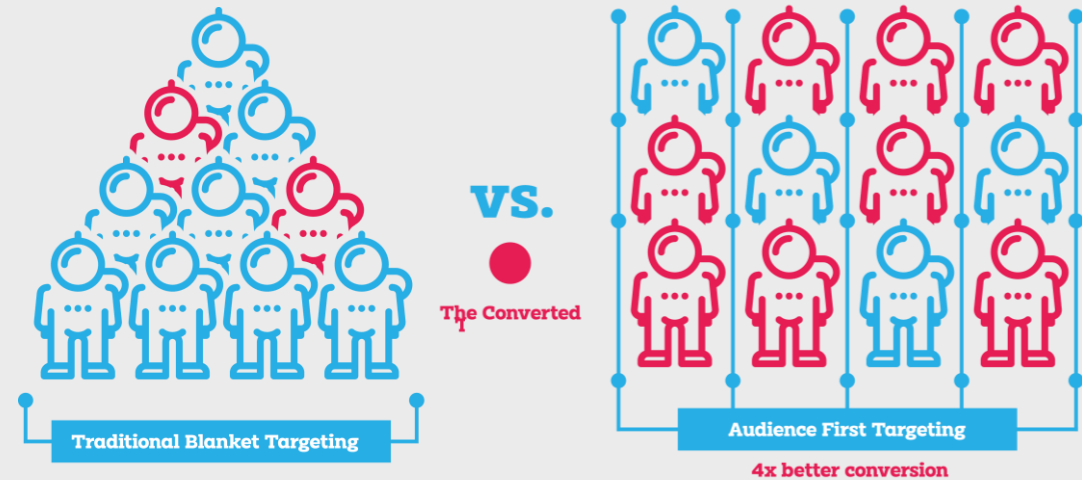 vs.
The Converted
Traditional Blanket Targeting
Audience First Targeting
4x better conversion